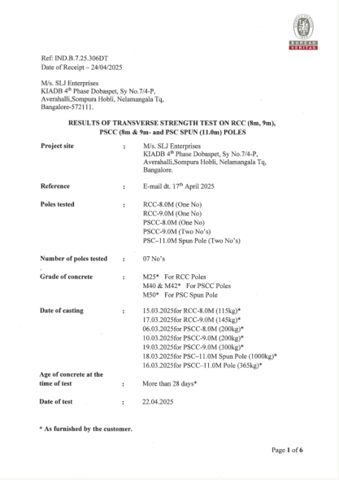 BUREAU
VERITAS
Ref: IND.B.7.25.306DT
Date of Receipt – 24/04/2025
M/s. SLJ Enterprises
KIADB 4th Phase Dobaspet, Sy No.7/4-P,
Averahalli,Sompura Hobli, Nelamangala Tq,
Bangalore-572111.
RESULTS OF TRANSVERSE STRENGTH TEST ON RCC (8m, 9m),
PSCC (8m & 9m- and PSC SPUN (11.0m) POLES
Project site : M/s. SLJ Enterprises
KIADB 4th Phase Dobaspet, Sy No.7/4-P,
Averahalli,Sompura Hobli, Nelamangala Tq,
Bangalore.
Reference : E-mail dt. 17th April 2025
Poles tested : RCC-8.0M (One No)
RCC-9.0M (One No)
PSCC-8.0M (One No)
PSCC-9.0M (Two No's)
PSC–11.0M Spun Pole (Two No's)
Number of poles tested : 07 No's
Grade of concrete : M25* For RCC Poles
M40 & M42* For PSCC Poles
M50* For PSC Spun Pole
Date of casting : 15.03.2025for RCC-8.0M (115kg)*
17.03.2025for RCC-9.0M (145kg)*
06.03.2025for PSCC-8.0M (200kg)*
10.03.2025for PSCC-9.0M (200kg)*
19.03.2025for PSCC-9.0M (300kg)*
18.03.2025for PSC–11.0M Spun Pole (1000kg)*
16.03.2025for PSCC–11.0M Pole (365kg)*
Age of concrete at the
time of test : More than 28 days*
Date of test : 22.04.2025
* As furnished by the customer.
Page 1 of 6